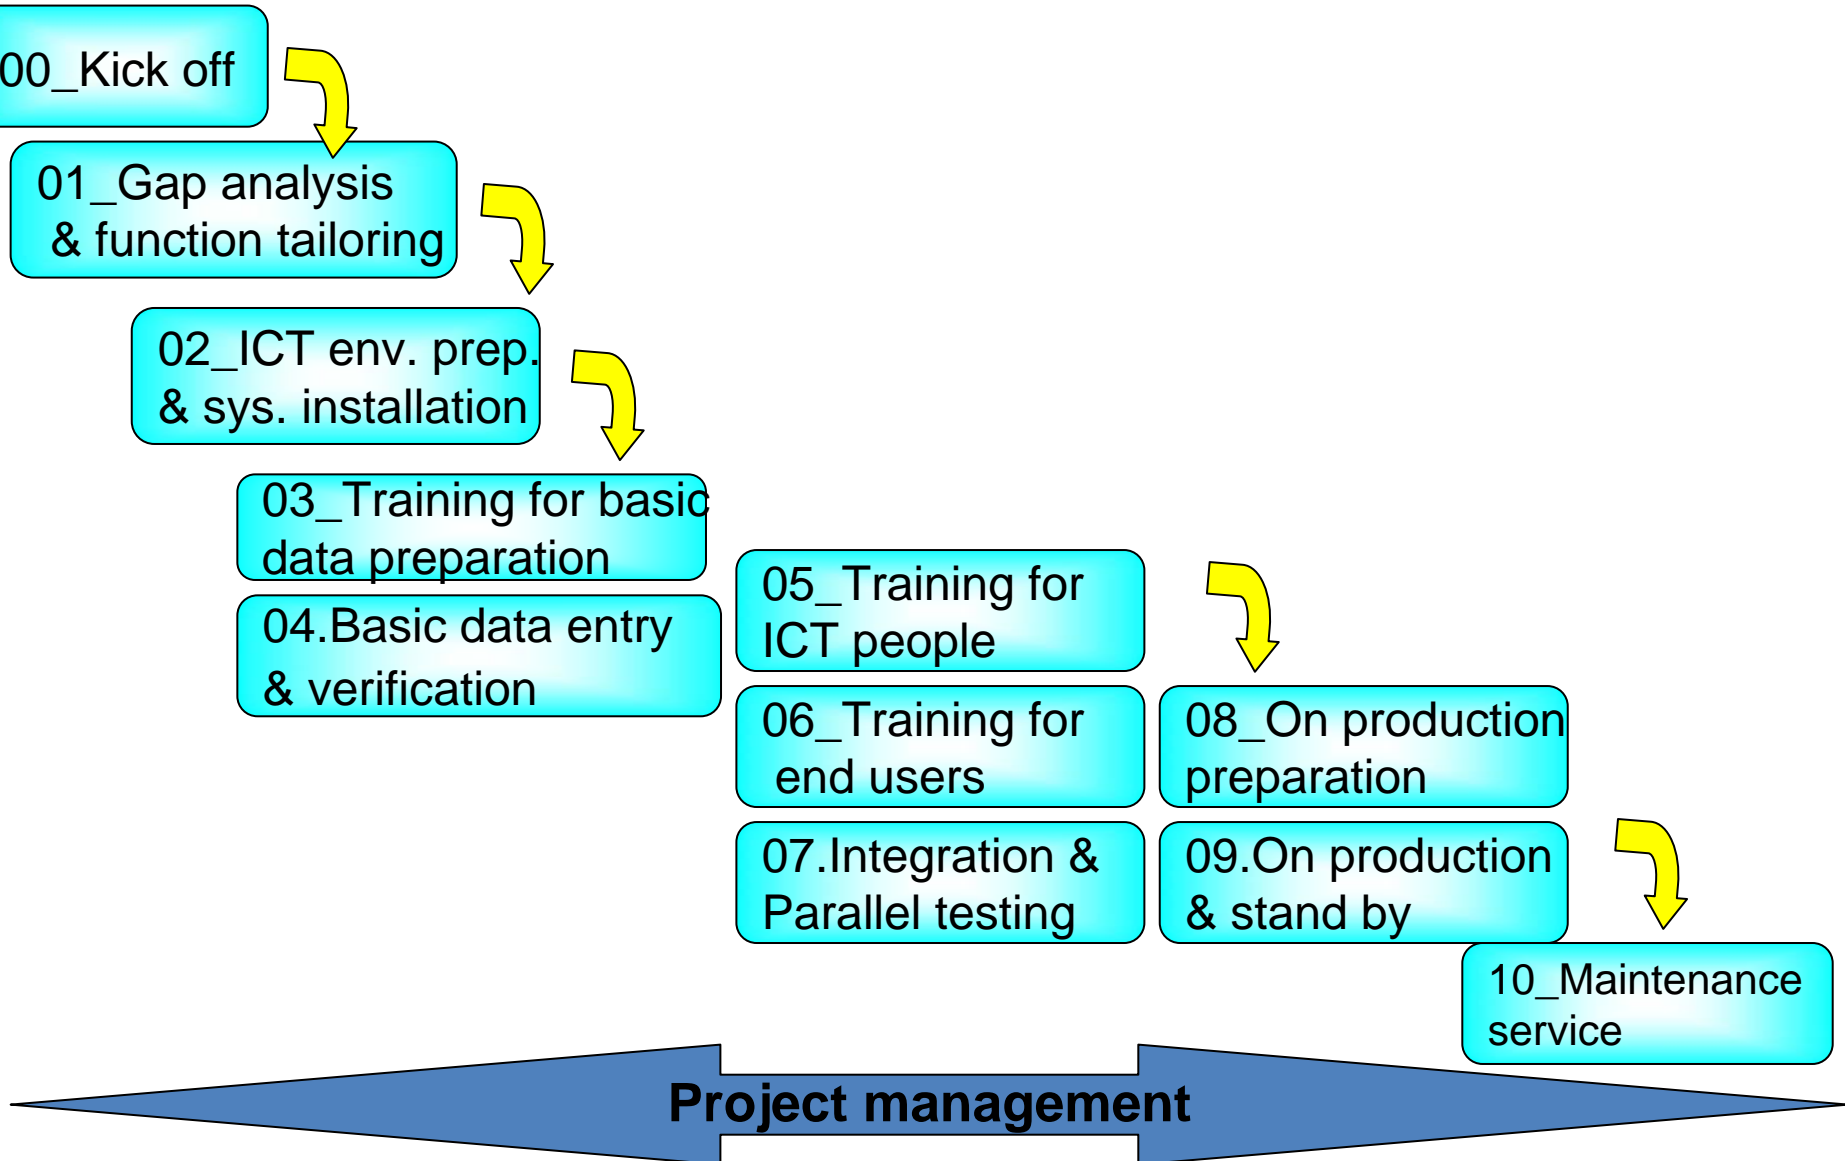 00_Kick off
01_Gap analysis
& function tailoring
02_ICT env. prep.
& sys. installation
03_Training for basic
data preparation
04.Basic data entry
& verification
05_Training for
ICT people
06_Training for
end users
07.Integration &
Parallel testing
08_On production
preparation
09.On production
& stand by
10_Maintenance
service
Project management